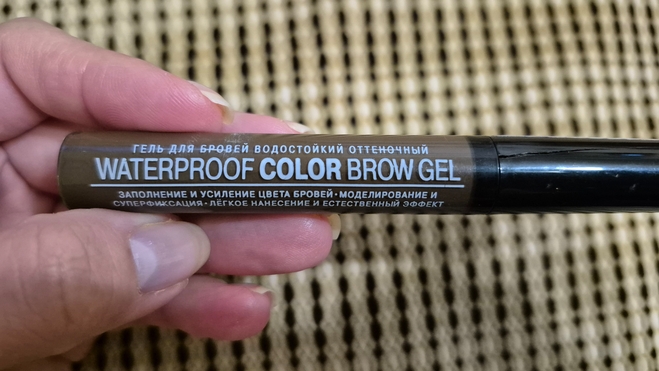 ГЕЛЬ ДЛЯ БРОВЕЙ ВОДОСТОЙКИЙ ОТТЕНОЧНЫЙ
WATERPROOF COLOR BROW GEL
ЗАПОЛНЕНИЕ И УСИЛЕНИЕ ЦВЕТА БРОВЕЙ • МОДЕЛИРОВАНИЕ И
СУПЕРФИКСАЦИЯ • ЛЁГКОЕ НАНЕСЕНИЕ И ЕСТЕСТВЕННЫЙ ЭФФЕКТ